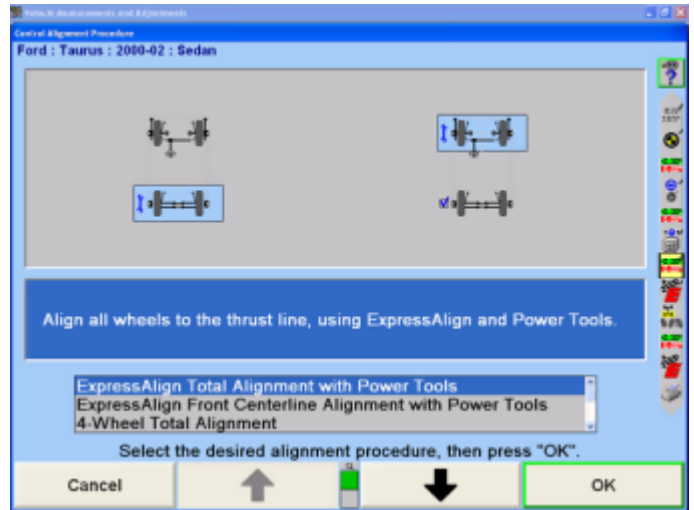 Vehicle Measurements and Adjustments
Control Alignment Procedure
Ford : Taurus : 2000-02 : Sedan
Align all wheels to the thrust line, using ExpressAlign and Power Tools.
ExpressAlign Total Alignment with Power Tools
ExpressAlign Front Centerline Alignment with Power Tools
4-Wheel Total Alignment
Select the desired alignment procedure, then press "OK".
Cancel
OK